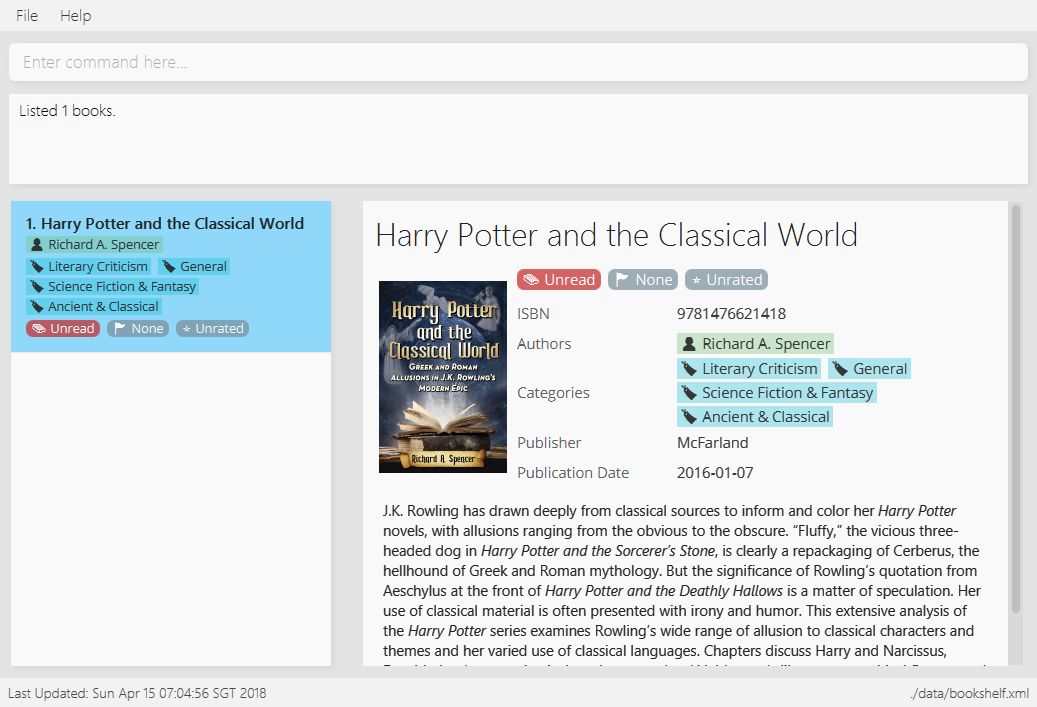 File Help
Enter command here...
Listed 1 books.
1. Harry Potter and the Classical World
Richard A. Spencer
Literary Criticism General
Science Fiction & Fantasy
Ancient & Classical
Unread None Unrated
Harry Potter and the Classical World
Harry Potter
and the
Classical World
Greek and Roman
Allusions in J.K. Rowling's
Modern Epic
Richard A. Spencer
Unread None Unrated
ISBN 9781476621418
Authors Richard A. Spencer
Literary Criticism General
Categories Science Fiction & Fantasy
Ancient & Classical
Publisher McFarland
Publication Date 2016-01-07
J.K. Rowling has drawn deeply from classical sources to inform and color her Harry Potter
novels, with allusions ranging from the obvious to the obscure. “Fluffy,” the vicious three-
headed dog in Harry Potter and the Sorcerer’s Stone, is clearly a repackaging of Cerberus, the
hellhound of Greek and Roman mythology. But the significance of Rowling’s quotation from
Aeschylus at the front of Harry Potter and the Deathly Hallows is a matter of speculation. Her
use of classical material is often presented with irony and humor. This extensive analysis of
the Harry Potter series examines Rowling’s wide range of allusion to classical characters and
themes and her varied use of classical languages. Chapters discuss Harry and Narcissus,
Last Updated: Sun Apr 15 07:04:56 SGT 2018 ./data/bookshelf.xml